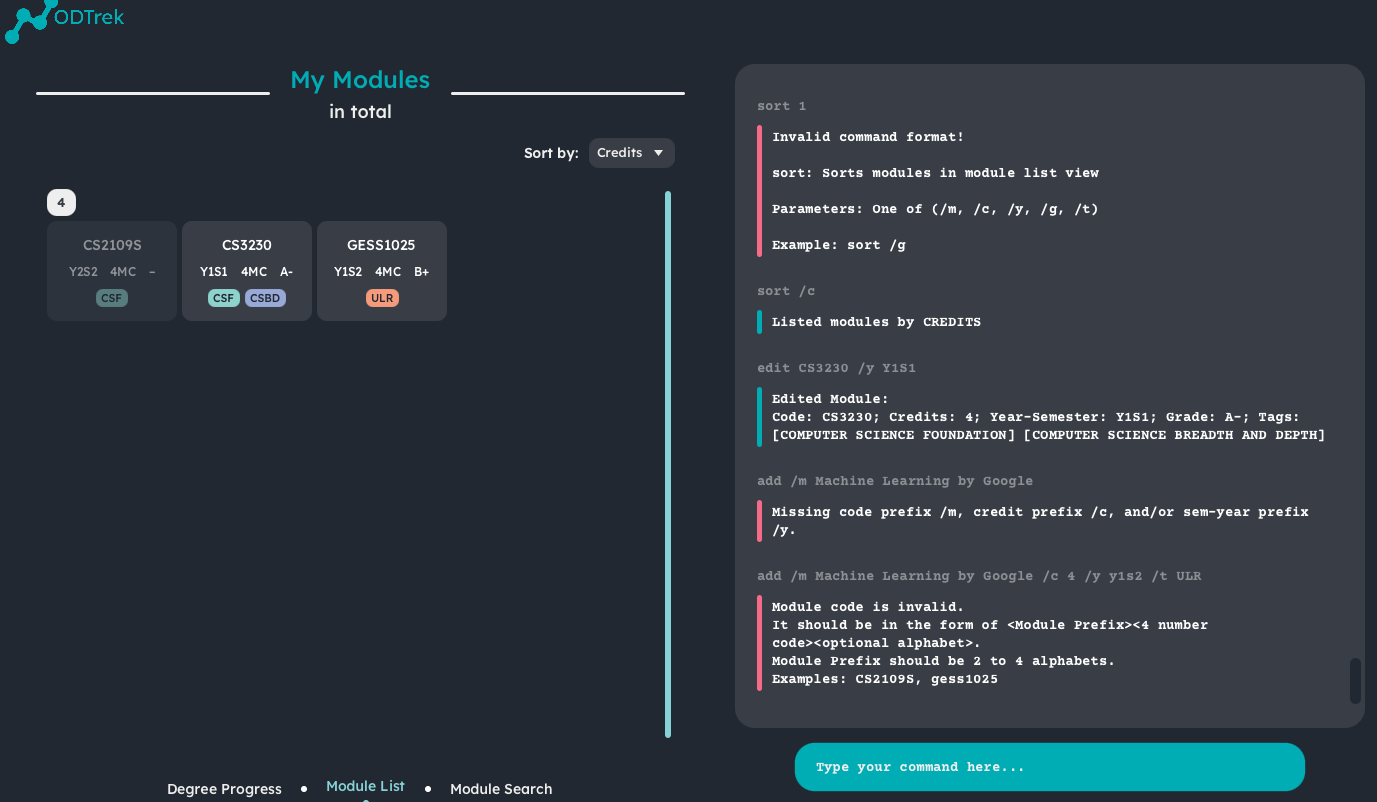 ODTrek
My Modules
in total
Sort by: Credits
4
CS2109S
Y2S2 4MC –
CSF
CS3230
Y1S1 4MC A-
CSF CSBD
GESS1025
Y1S2 4MC B+
ULR
Degree Progress
Module List
Module Search
sort 1
Invalid command format!
sort: Sorts modules in module list view
Parameters: One of (/m, /c, /y, /g, /t)
Example: sort /g
sort /c
Listed modules by CREDITS
edit CS3230 /y Y1S1
Edited Module:
Code: CS3230; Credits: 4; Year-Semester: Y1S1; Grade: A-; Tags:
[COMPUTER SCIENCE FOUNDATION] [COMPUTER SCIENCE BREADTH AND DEPTH]
add /m Machine Learning by Google
Missing code prefix /m, credit prefix /c, and/or sem-year prefix
/y.
add /m Machine Learning by Google /c 4 /y y1s2 /t ULR
Module code is invalid.
It should be in the form of <Module Prefix><4 number
code><optional alphabet>.
Module Prefix should be 2 to 4 alphabets.
Examples: CS2109S, gess1025
Type your command here...